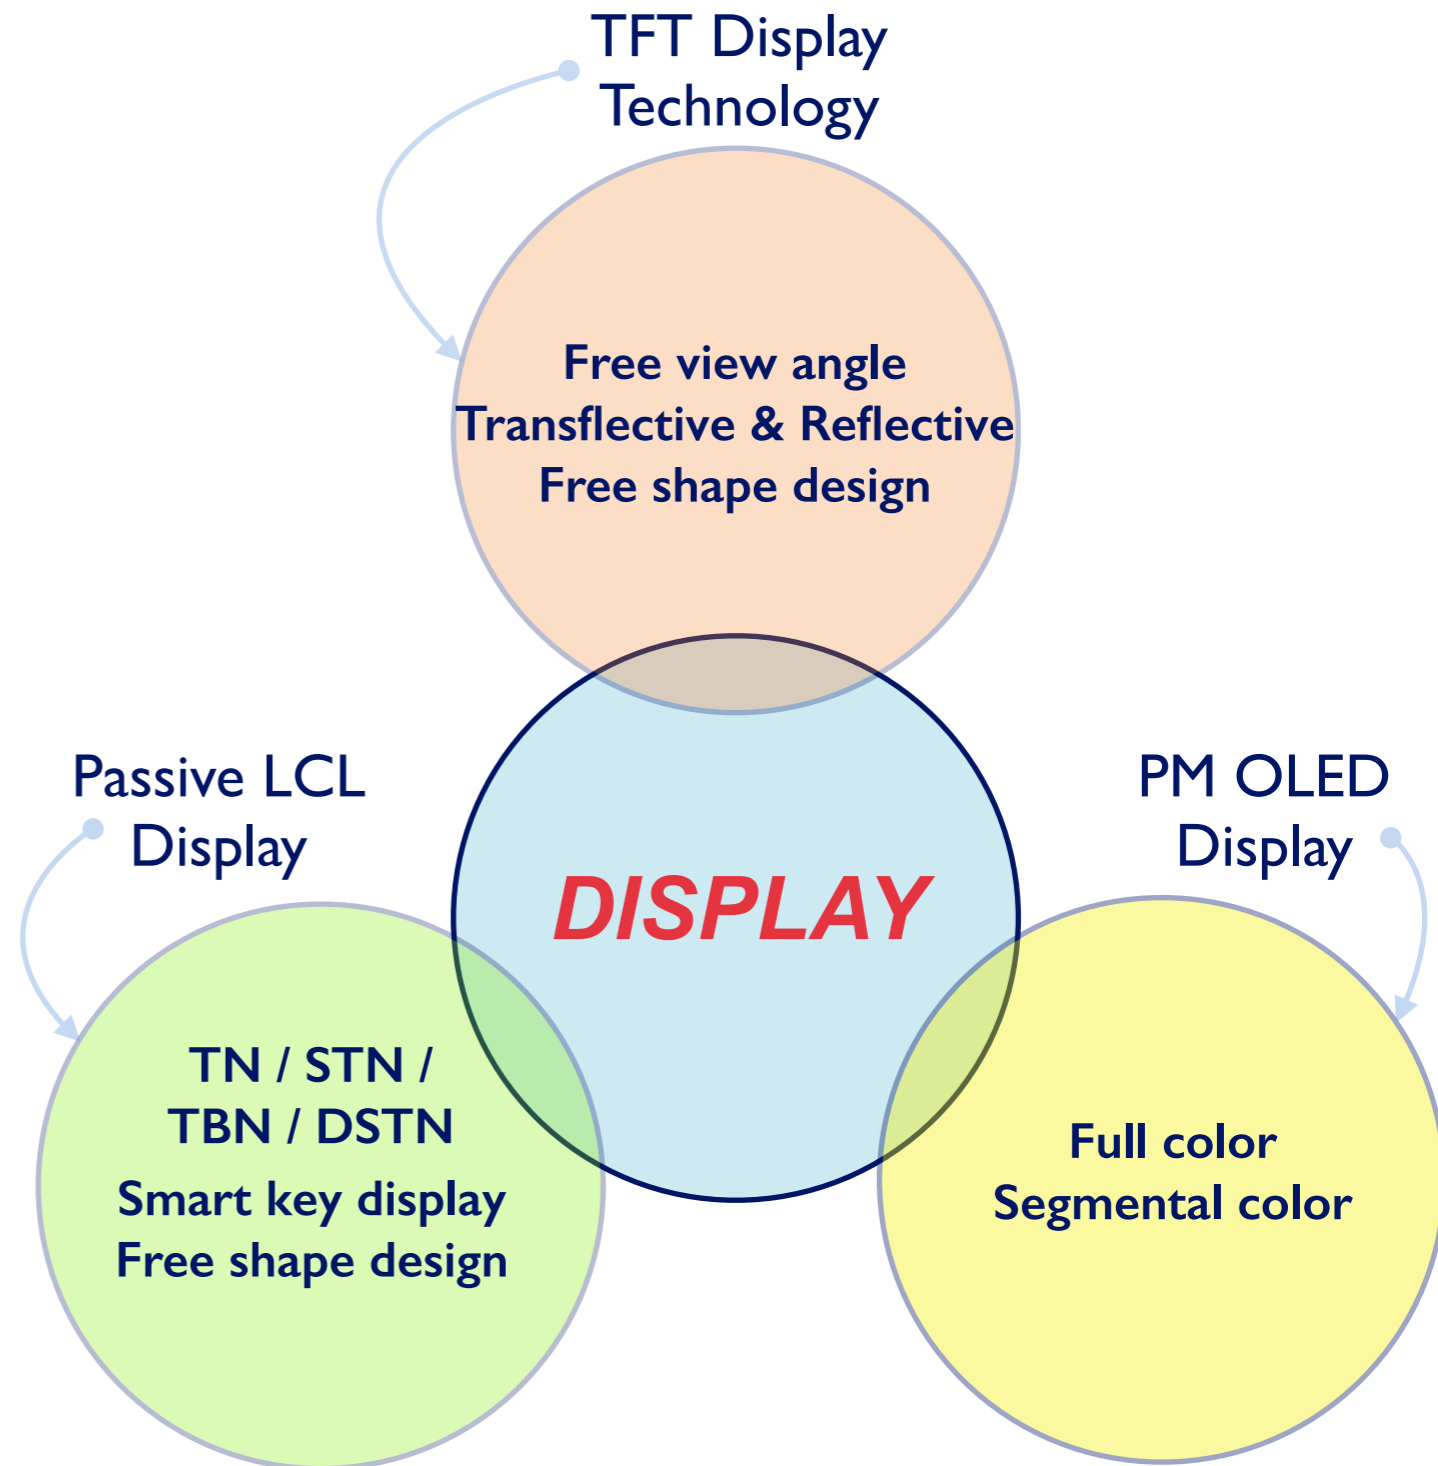 TFT Display
Technology
Free view angle
Transflective & Reflective
Free shape design
Passive LCL
Display
PM OLED
Display
DISPLAY
TN / STN /
TBN / DSTN
Smart key display
Free shape design
Full color
Segmental color